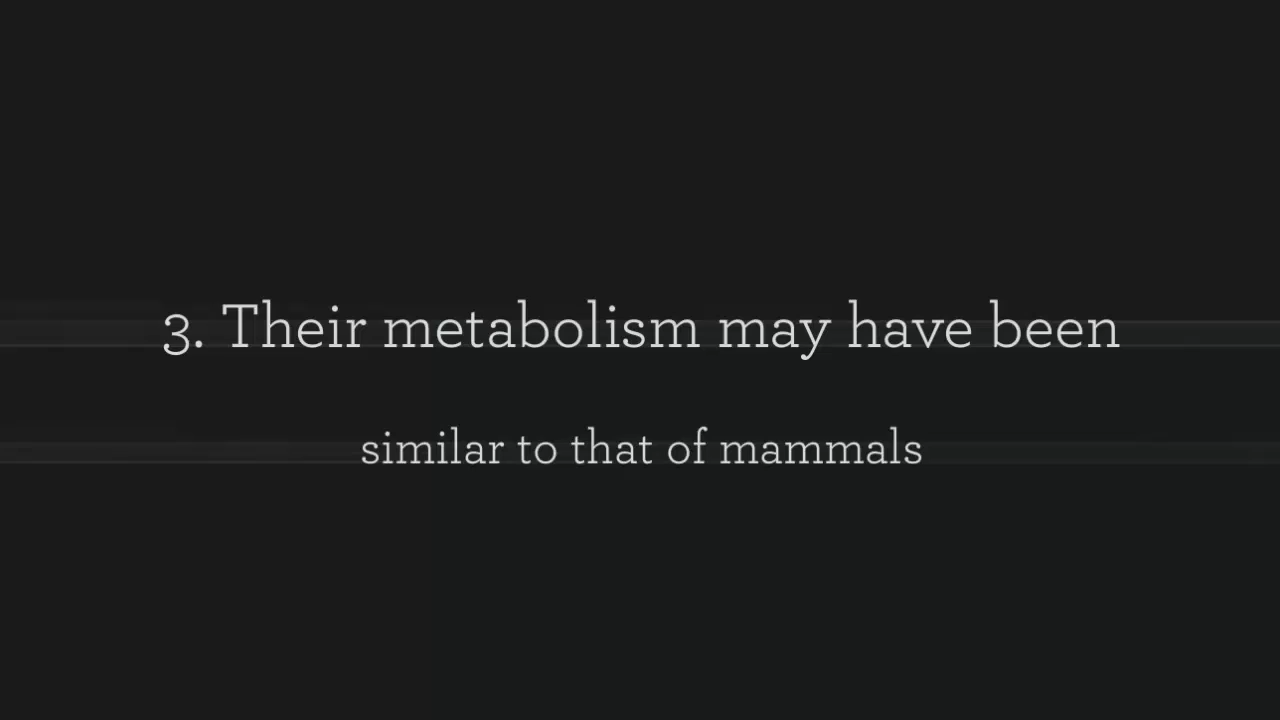 3. Their metabolism may have been
similar to that of mammals